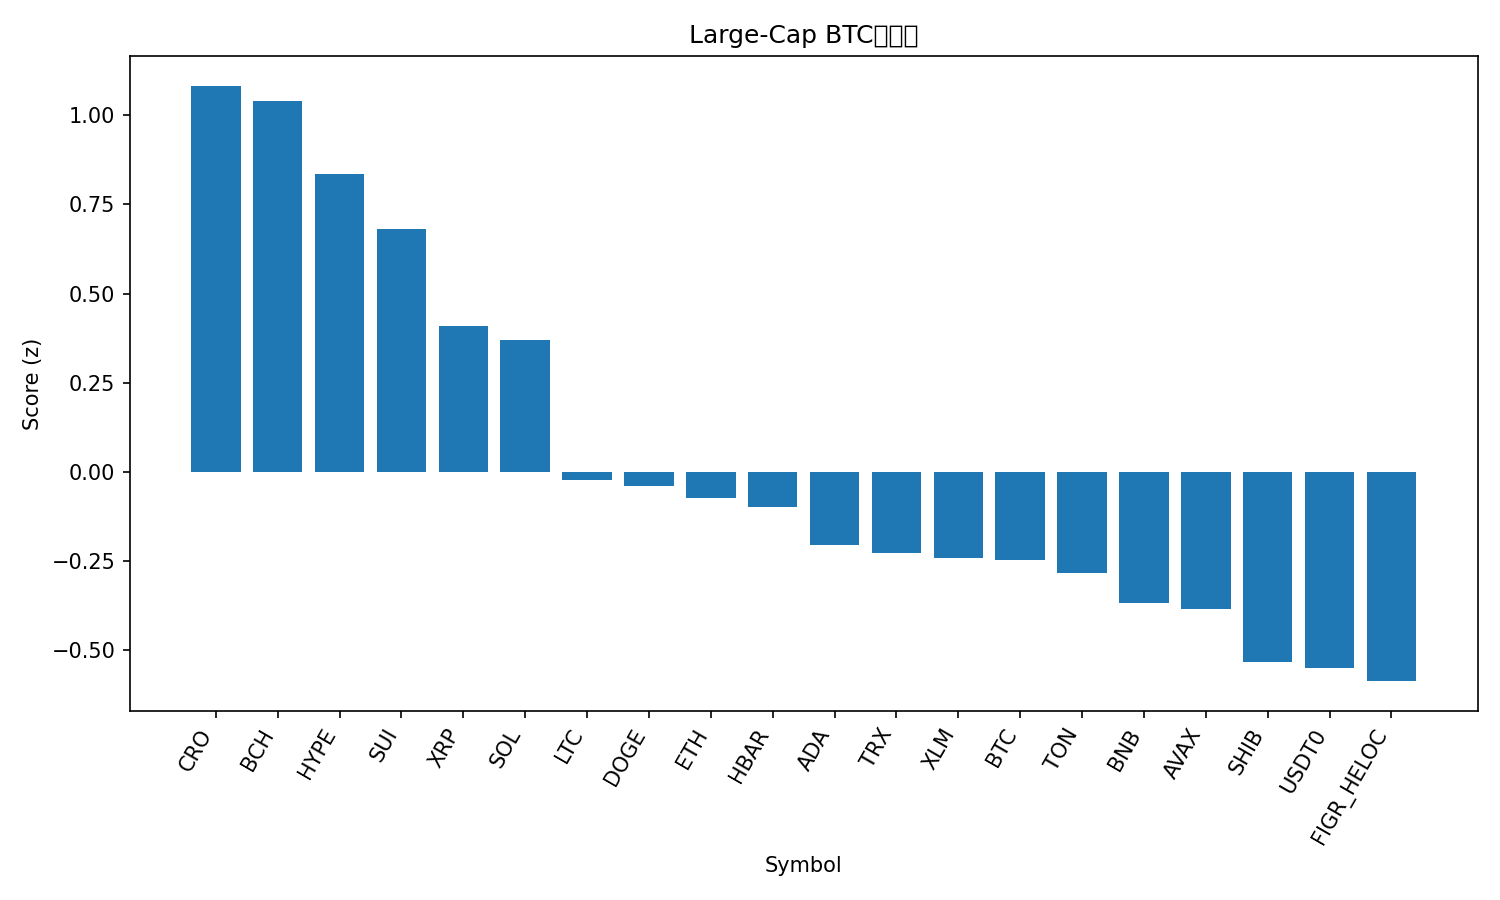 Large-Cap BTC
1.00
0.75
0.50
0.25
0.00
−0.25
−0.50
Score (z)
CRO
BCH
HYPE
SUI
XRP
SOL
LTC
DOGE
ETH
HBAR
ADA
TRX
XLM
BTC
TON
BNB
AVAX
SHIB
USDT0
FIGR_HELOC
Symbol